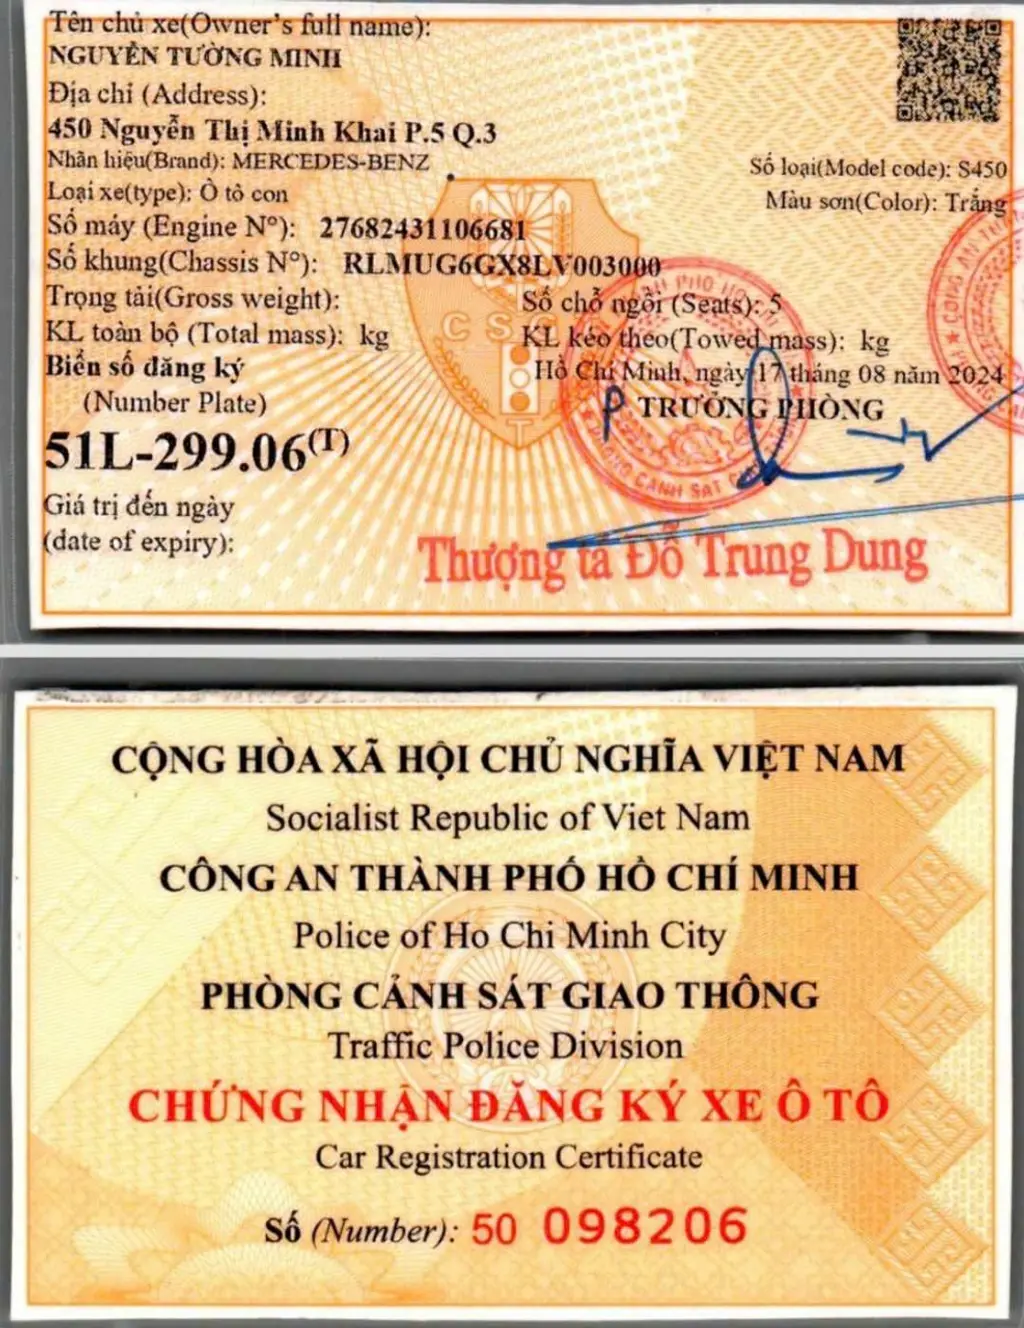 Tên chủ xe(Owner's full name):
NGUYỄN TƯỜNG MINH
Địa chỉ (Address):
450 Nguyễn Thị Minh Khai P.5 Q.3
Nhãn hiệu(Brand): MERCEDES-BENZ
Số loại(Model code): S450
Loại xe(type): Ô tô con
Màu sơn(Color): Trắng
Số máy (Engine N°): 27682431106681
Số khung(Chassis N°): RLMUG6GX8LV003000
Trọng tải(Gross weight):
Số chỗ ngồi (Seats): 5
KL toàn bộ (Total mass): kg
KL kéo theo(Towed mass): kg
Biển số đăng ký
Hồ Chí Minh, ngày 17 tháng 08 năm 2024
(Number Plate)
TRƯỞNG PHÒNG
51L-299.06(T)
Giá trị đến ngày
(date of expiry):
Thượng tá Đỗ Trung Dung
CỘNG HÒA XÃ HỘI CHỦ NGHĨA VIỆT NAM
Socialist Republic of Viet Nam
CÔNG AN THÀNH PHỐ HỒ CHÍ MINH
Police of Ho Chi Minh City
PHÒNG CẢNH SÁT GIAO THÔNG
Traffic Police Division
CHỨNG NHẬN ĐĂNG KÝ XE Ô TÔ
Car Registration Certificate
Số (Number): 50 098206